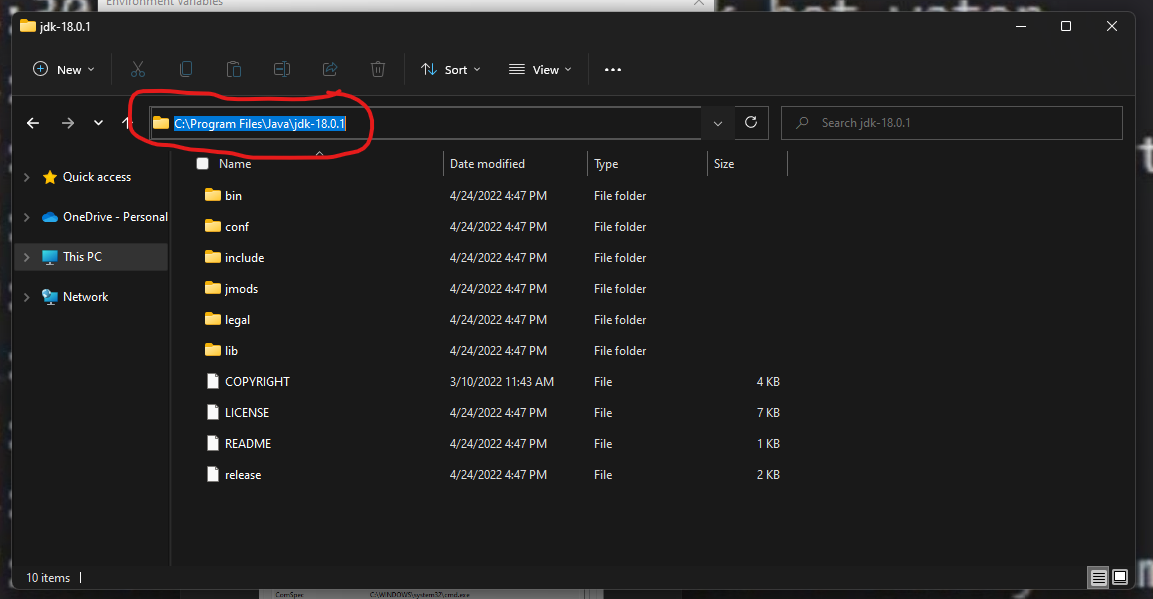 Environment Variables
jdk-18.0.1
New
Sort
View
C:\Program Files\Java\jdk-18.0.1
Search jdk-18.0.1
Name Date modified Type Size
Quick access
OneDrive - Personal
This PC
Network
bin 4/24/2022 4:47 PM File folder
conf 4/24/2022 4:47 PM File folder
include 4/24/2022 4:47 PM File folder
jmods 4/24/2022 4:47 PM File folder
legal 4/24/2022 4:47 PM File folder
lib 4/24/2022 4:47 PM File folder
COPYRIGHT 3/10/2022 11:43 AM File 4 KB
LICENSE 4/24/2022 4:47 PM File 7 KB
README 4/24/2022 4:47 PM File 1 KB
release 4/24/2022 4:47 PM File 2 KB
10 items
ComSpec C:\WINDOWS\system32\cmd.exe